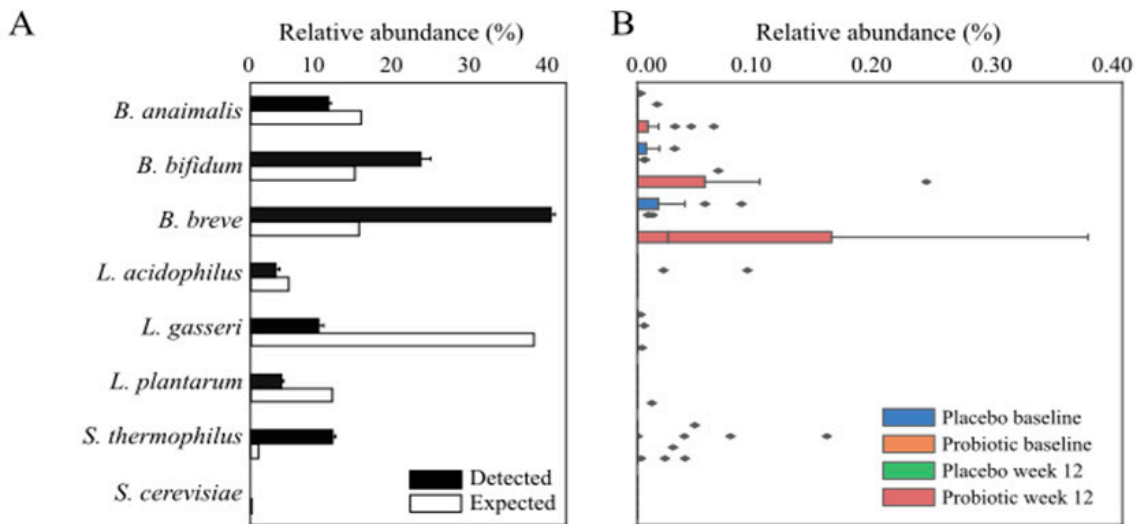 A
Relative abundance (%)
0 10 20 30 40
B. anaimalis
B. bifidum
B. breve
L. acidophilus
L. gasseri
L. plantarum
S. thermophilus
S. cerevisiae
Detected
Expected
B
Relative abundance (%)
0.00 0.10 0.20 0.30 0.40
Placebo baseline
Probiotic baseline
Placebo week 12
Probiotic week 12